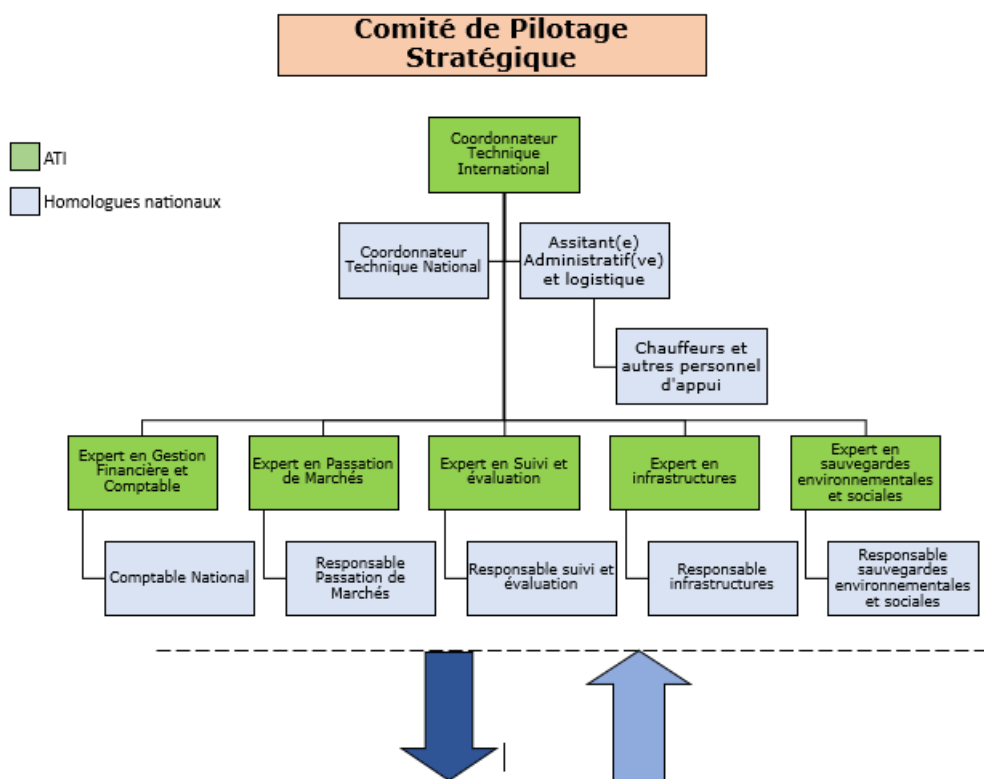 Comité de Pilotage
Stratégique
Coordonnateur
Technique
International
ATI
Homologues nationaux
Coordonnateur
Technique National
Assitant(e)
Administratif(ve)
et logistique
Chauffeurs et
autres personnel
d'appui
Expert en Gestion
Financière et
Comptable
Expert en Passation
de Marchés
Expert en Suivi et
évaluation
Expert en
infrastructures
Expert en
sauvegardes
environnementales
et sociales
Comptable National
Responsable
Passation de
Marchés
Responsable suivi et
évaluation
Responsable
infrastructures
Responsable
sauvegardes
environnementales
et sociales